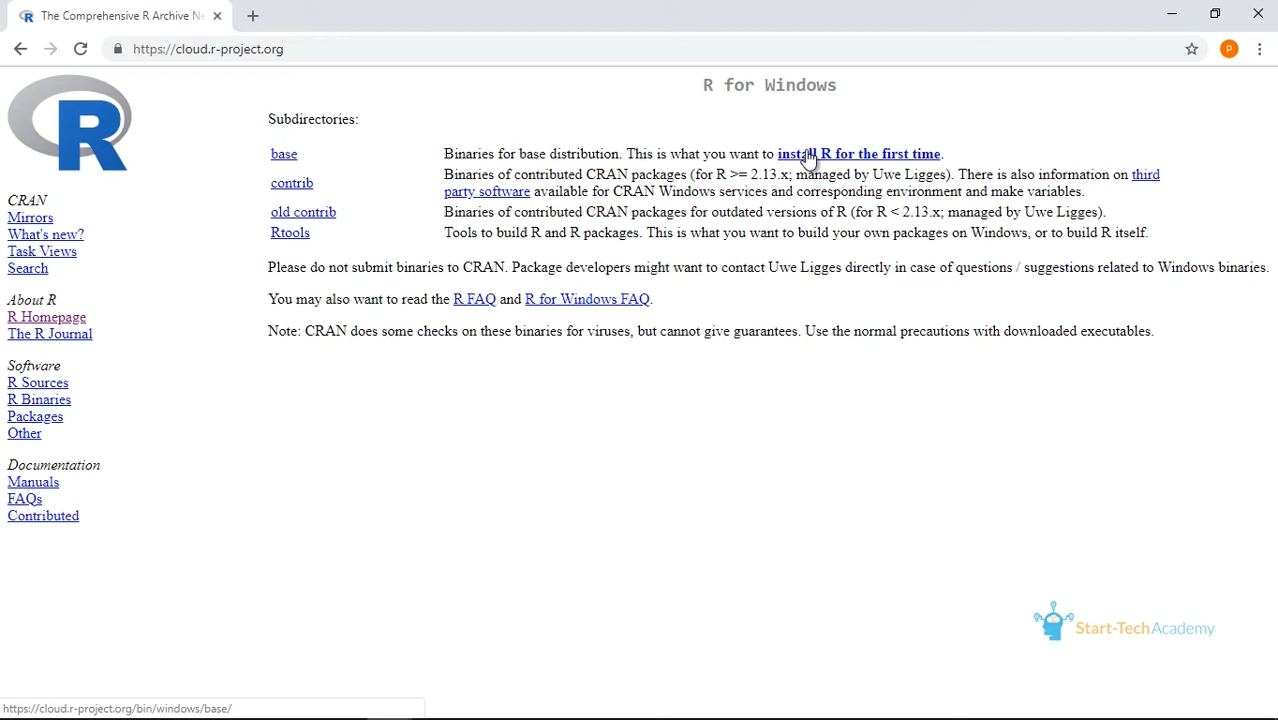 The Comprehensive R Archive Ne
https://cloud.r-project.org
P
R
R for Windows
Subdirectories:
base Binaries for base distribution. This is what you want to install R for the first time.
contrib Binaries of contributed CRAN packages (for R >= 2.13.x; managed by Uwe Ligges). There is also information on third
party software available for CRAN Windows services and corresponding environment and make variables.
old contrib Binaries of contributed CRAN packages for outdated versions of R (for R < 2.13.x; managed by Uwe Ligges).
Rtools Tools to build R and R packages. This is what you want to build your own packages on Windows, or to build R itself.
Please do not submit binaries to CRAN. Package developers might want to contact Uwe Ligges directly in case of questions / suggestions related to Windows binaries.
You may also want to read the R FAQ and R for Windows FAQ.
Note: CRAN does some checks on these binaries for viruses, but cannot give guarantees. Use the normal precautions with downloaded executables.
CRAN
Mirrors
What's new?
Task Views
Search
About R
R Homepage
The R Journal
Software
R Sources
R Binaries
Packages
Other
Documentation
Manuals
FAQs
Contributed
Start-TechAcademy
https://cloud.r-project.org/bin/windows/base/